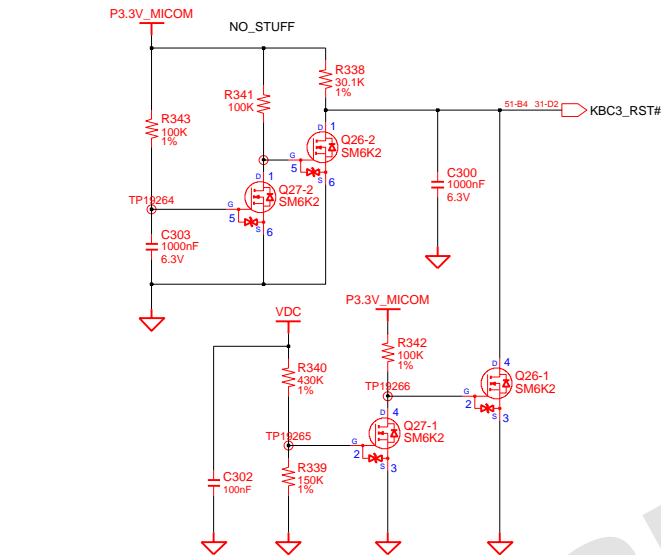 P3.3V_MICOM
NO_STUFF
R338
30.1K
1%
R341
100K
R343
100K
1%
51-B4 31-D2
KBC3_RST#
D 1
Q26-2
SM6K2
G
5
S
6
D 1
Q27-2
SM6K2
TP19264
G
5
S
6
C300
1000nF
6.3V
C303
1000nF
6.3V
VDC
P3.3V_MICOM
R342
100K
1%
R340
430K
1%
TP19266
D 4
Q26-1
SM6K2
G
2
S
3
D 4
Q27-1
SM6K2
TP19265
G
2
S
3
R339
150K
1%
C302
100nF